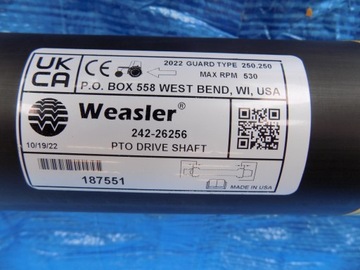 UK
CA
CE
2022 GUARD TYPE 250.250
MAX RPM 530
P.O. BOX 558 WEST BEND, WI, USA
Weasler®
242-26256
PTO DRIVE SHAFT
10/19/22
187551
MADE IN USA